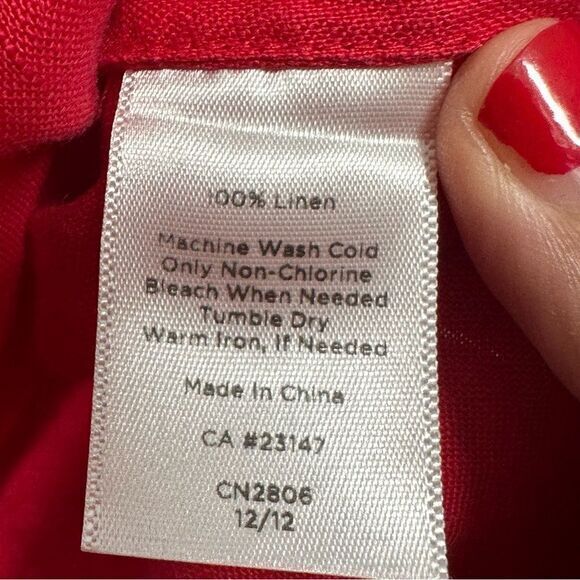 100% Linen
Machine Wash Cold
Only Non-Chlorine
Bleach When Needed
Tumble Dry
Warm Iron, If Needed
Made In China
CA #23147
CN2806
12/12